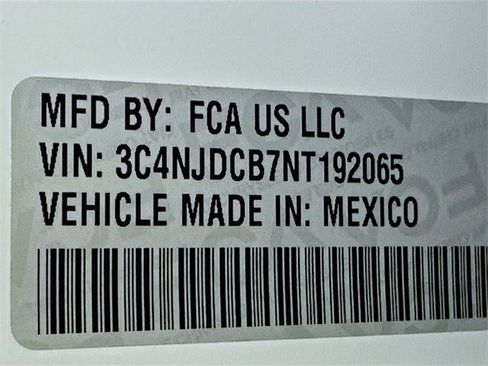 MFD BY: FCA US LLC
VIN: 3C4NJDCB7NT192065
VEHICLE MADE IN: MEXICO